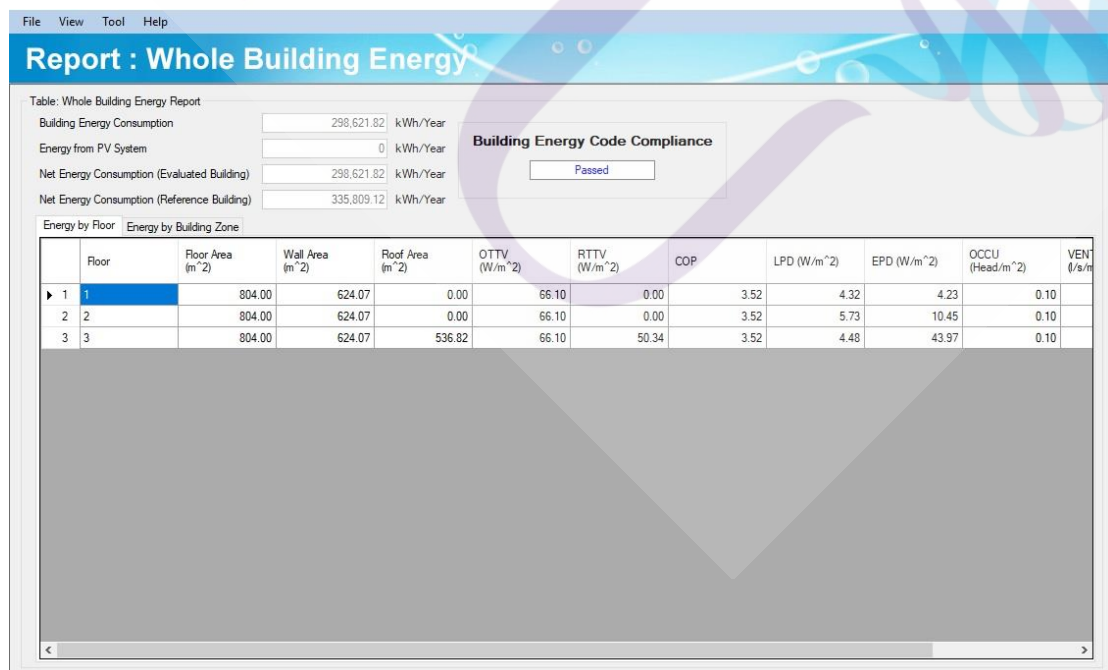 File View Tool Help
Report : Whole Building Energy
Table: Whole Building Energy Report
Building Energy Consumption 298,621.82 kWh/Year
Energy from PV System 0 kWh/Year
Net Energy Consumption (Evaluated Building) 298,621.82 kWh/Year
Net Energy Consumption (Reference Building) 335,809.12 kWh/Year
Building Energy Code Compliance
Passed
Energy by Floor Energy by Building Zone
Floor Floor Area (m^2) Wall Area (m^2) Roof Area (m^2) OTTV (W/m^2) RTTV (W/m^2) COP LPD (W/m^2) EPD (W/m^2) OCCU (Head/m^2) VENT (l/s/m
1 1 804.00 624.07 0.00 66.10 0.00 3.52 4.32 4.23 0.10
2 2 804.00 624.07 0.00 66.10 0.00 3.52 5.73 10.45 0.10
3 3 804.00 624.07 536.82 66.10 50.34 3.52 4.48 43.97 0.10